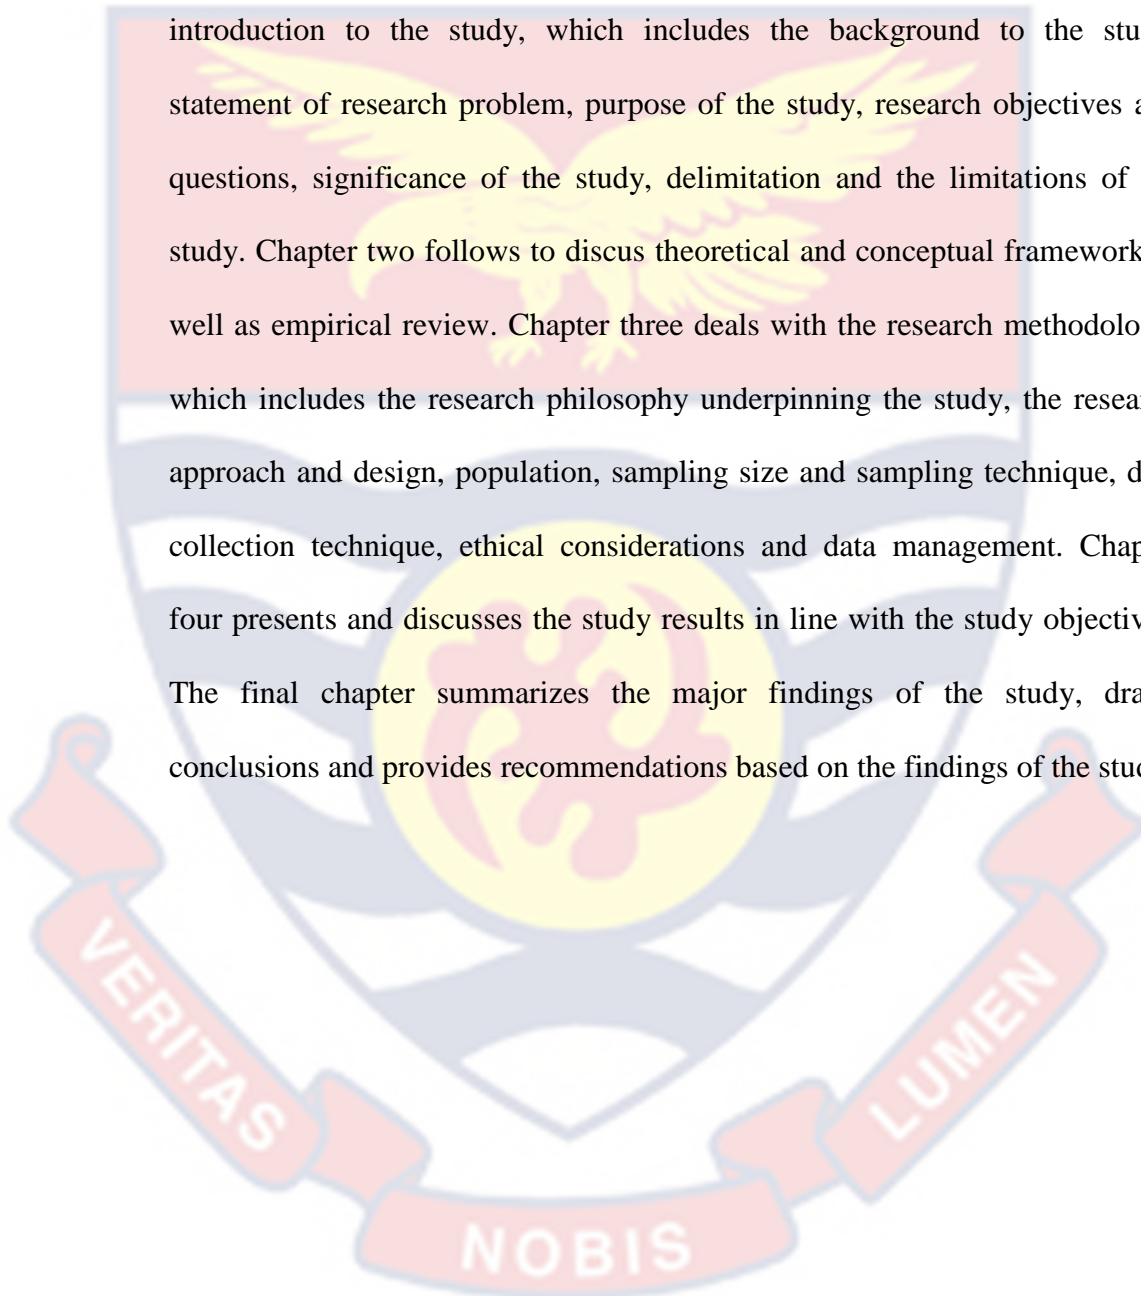 introduction to the study, which includes the background to the stu
statement of research problem, purpose of the study, research objectives a
questions, significance of the study, delimitation and the limitations of
study. Chapter two follows to discus theoretical and conceptual framework
well as empirical review. Chapter three deals with the research methodolo
which includes the research philosophy underpinning the study, the resear
approach and design, population, sampling size and sampling technique, d
collection technique, ethical considerations and data management. Chap
four presents and discusses the study results in line with the study objectiv
The final chapter summarizes the major findings of the study, dra
conclusions and provides recommendations based on the findings of the stud
VERITAS
NOBIS
LUMEN